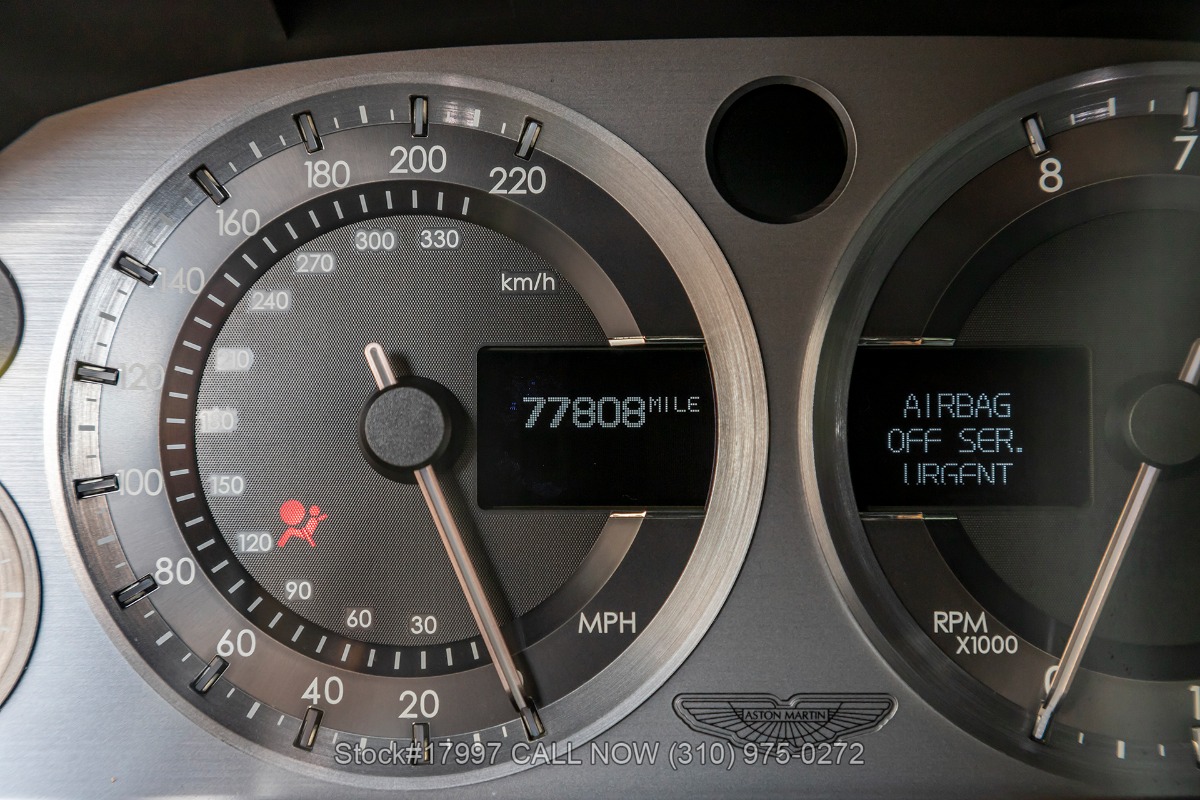 200
180
220
160
140
120
100
80
60
40
20
MPH
330
300
270
240
210
180
150
120
90
60
30
km/h
77808 MILE
8
7
AIRBAG
OFF SER.
URGENT
RPM
X1000
0
1
ASTON MARTIN
Stock#17997 CALL NOW (310) 975-0272